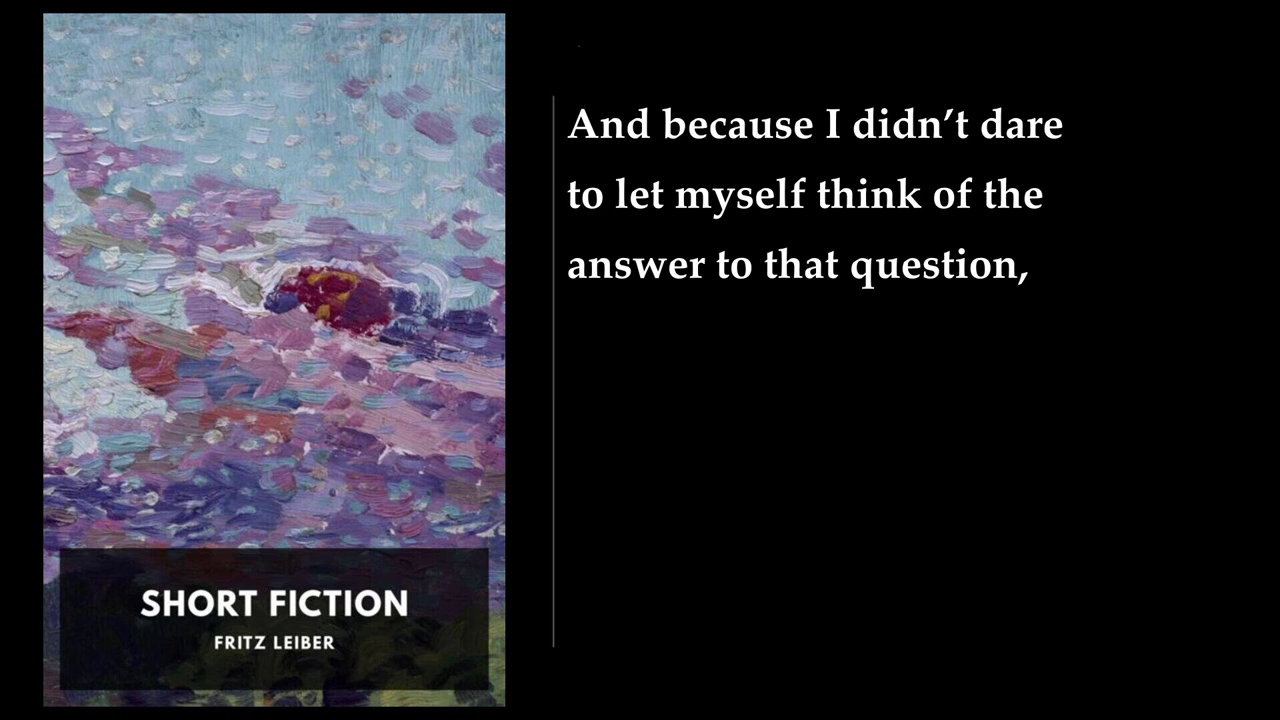 And because I didn’t dare
to let myself think of the
answer to that question,
SHORT FICTION
FRITZ LEIBER